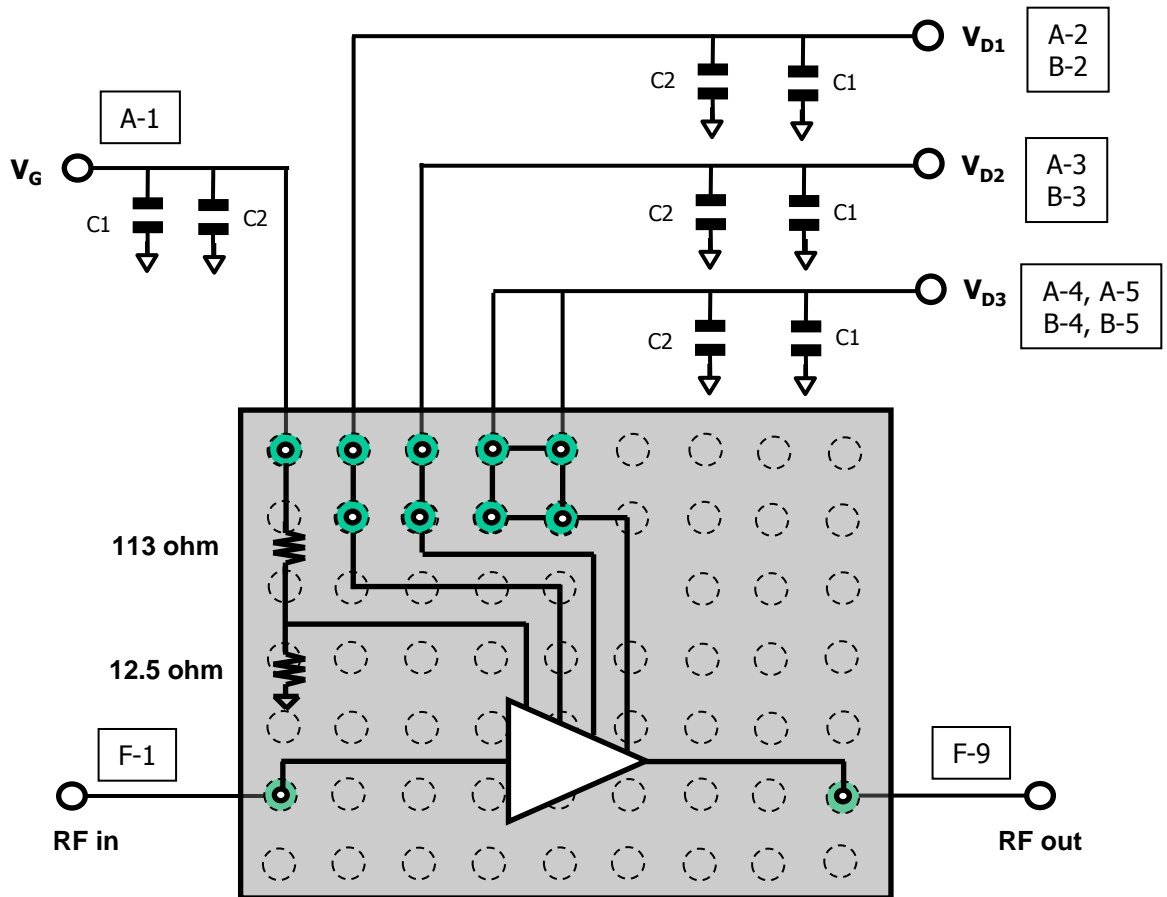 V_D1
A-2
B-2
C2
C1
A-1
V_G
C1
C2
V_D2
A-3
B-3
C2
C1
V_D3
A-4, A-5
B-4, B-5
C2
C1
113 ohm
12.5 ohm
F-1
F-9
RF in
RF out